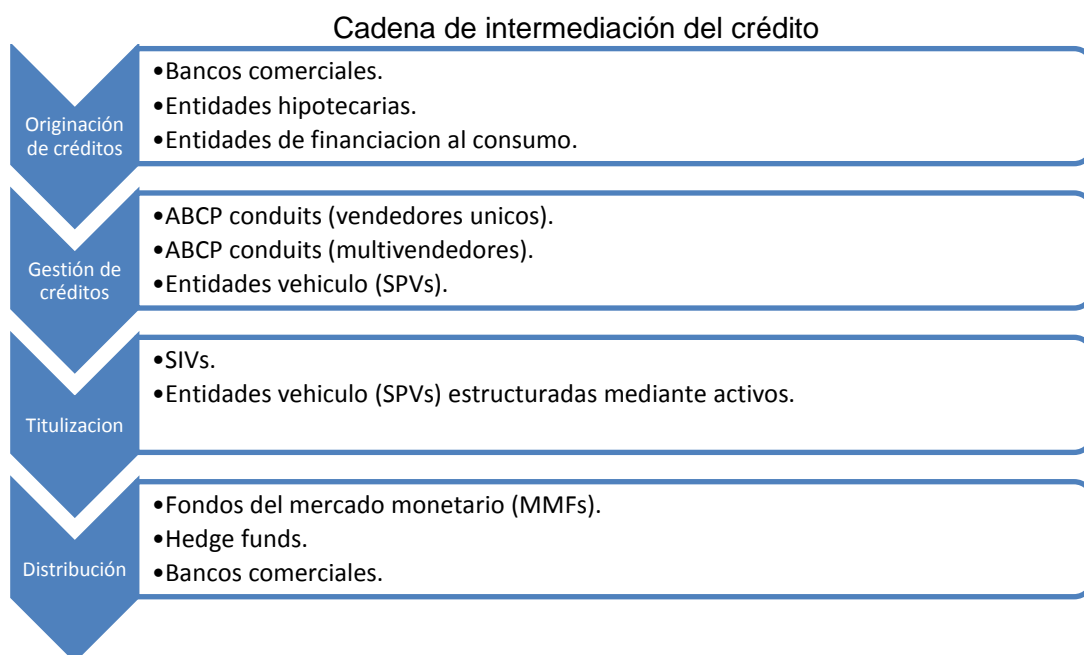 Cadena de intermediación del crédito
Originación
de créditos
•Bancos comerciales.
•Entidades hipotecarias.
•Entidades de financiacion al consumo.
Gestión de
créditos
•ABCP conduits (vendedores unicos).
•ABCP conduits (multivendedores).
•Entidades vehiculo (SPVs).
Titulizacion
•SIVs.
•Entidades vehiculo (SPVs) estructuradas mediante activos.
Distribución
•Fondos del mercado monetario (MMFs).
•Hedge funds.
•Bancos comerciales.